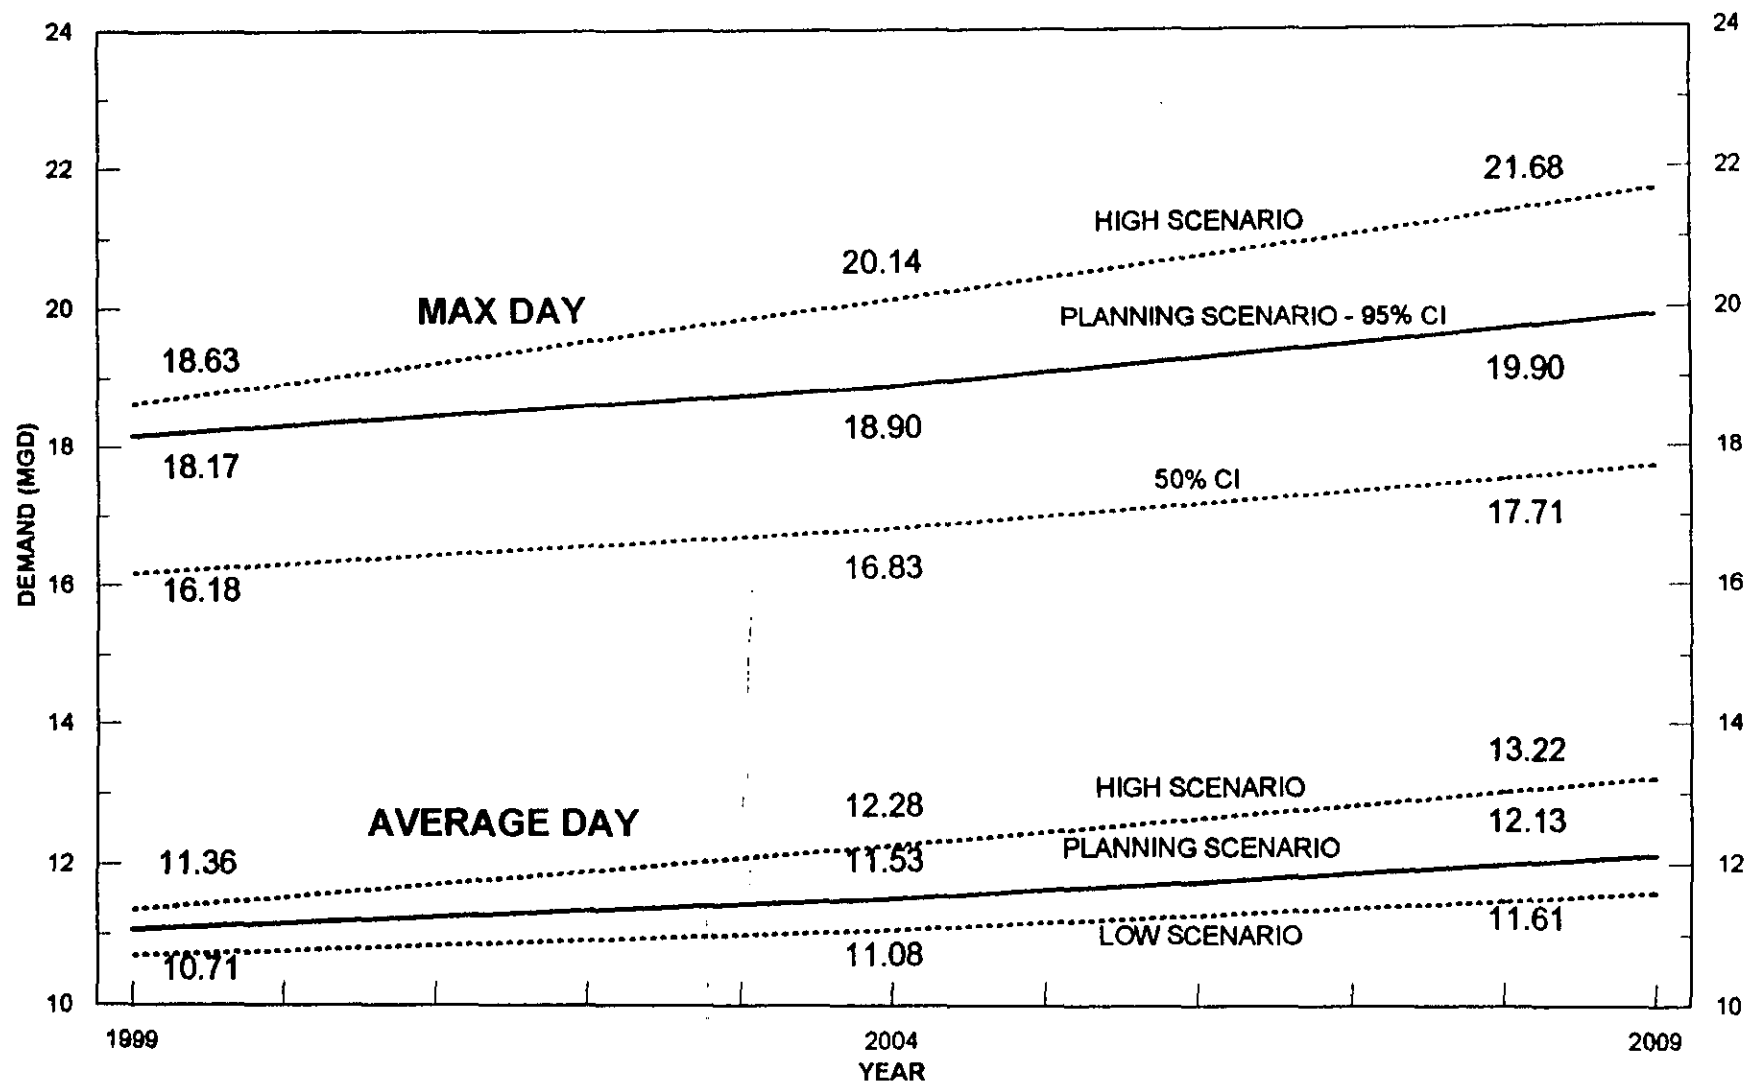 24 24
22 22
21.68
HIGH SCENARIO
20.14
20 20
MAX DAY
PLANNING SCENARIO - 95% CI
18.63
19.90
18.90
18 18
18.17
50% CI
17.71
16.83
16 16
16.18
DEMAND (MGD)
14 14
13.22
HIGH SCENARIO
12.28
AVERAGE DAY
12.13
PLANNING SCENARIO
12 12
11.36
11.53
11.61
LOW SCENARIO
11.08
10.71
10 10
1999 2004 2009
YEAR